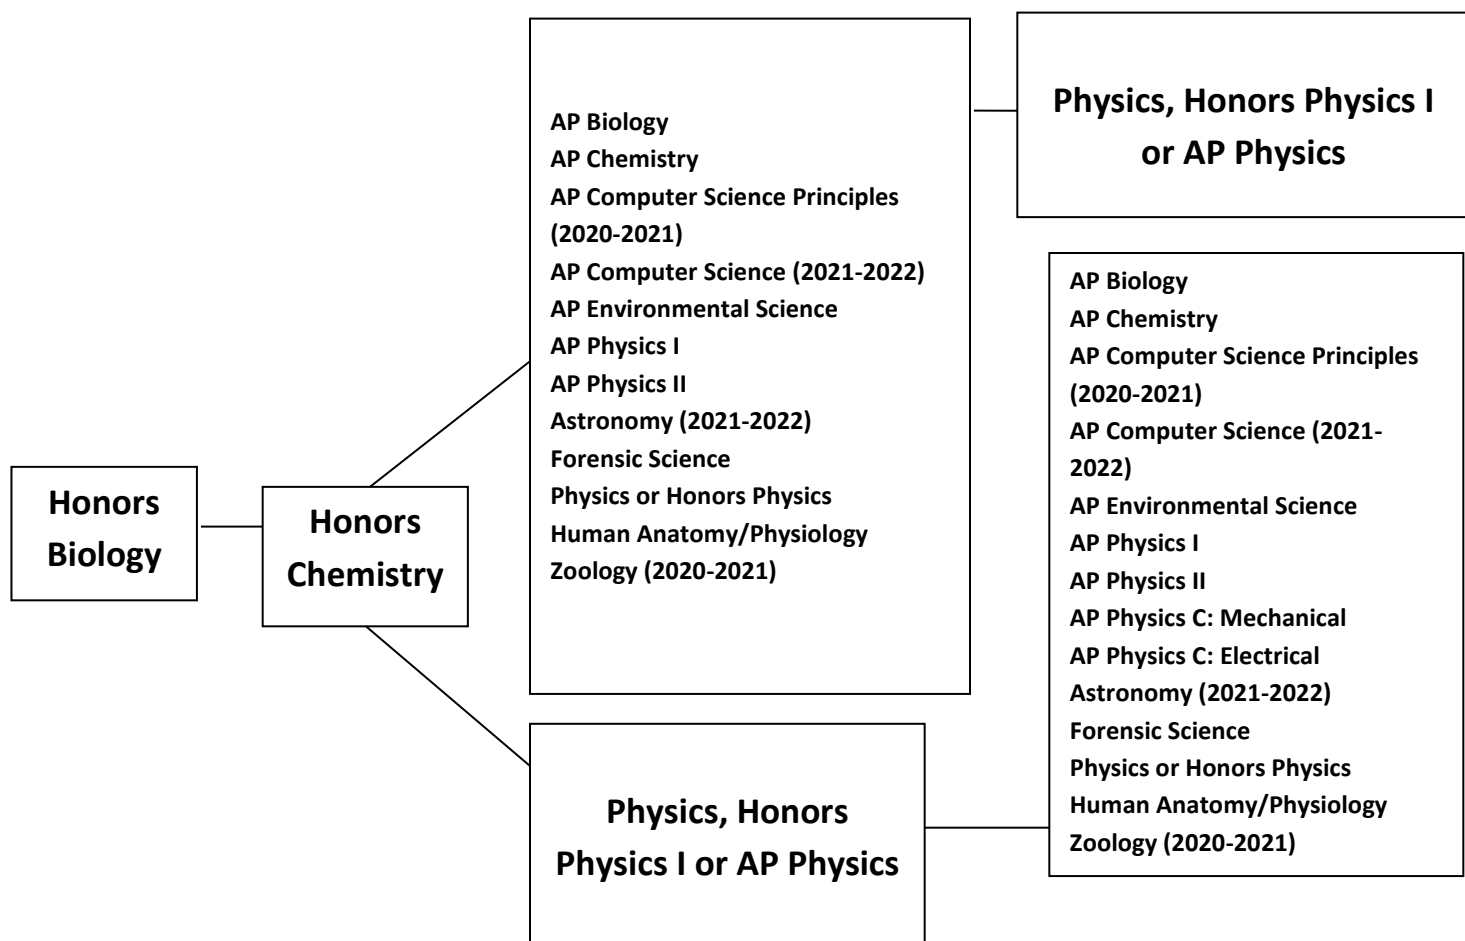 Honors
Biology
Honors
Chemistry
AP Biology
AP Chemistry
AP Computer Science Principles
(2020-2021)
AP Computer Science (2021-2022)
AP Environmental Science
AP Physics I
AP Physics II
Astronomy (2021-2022)
Forensic Science
Physics or Honors Physics
Human Anatomy/Physiology
Zoology (2020-2021)
Physics, Honors Physics I
or AP Physics
Physics, Honors
Physics I or AP Physics
AP Biology
AP Chemistry
AP Computer Science Principles
(2020-2021)
AP Computer Science (2021-
2022)
AP Environmental Science
AP Physics I
AP Physics II
AP Physics C: Mechanical
AP Physics C: Electrical
Astronomy (2021-2022)
Forensic Science
Physics or Honors Physics
Human Anatomy/Physiology
Zoology (2020-2021)